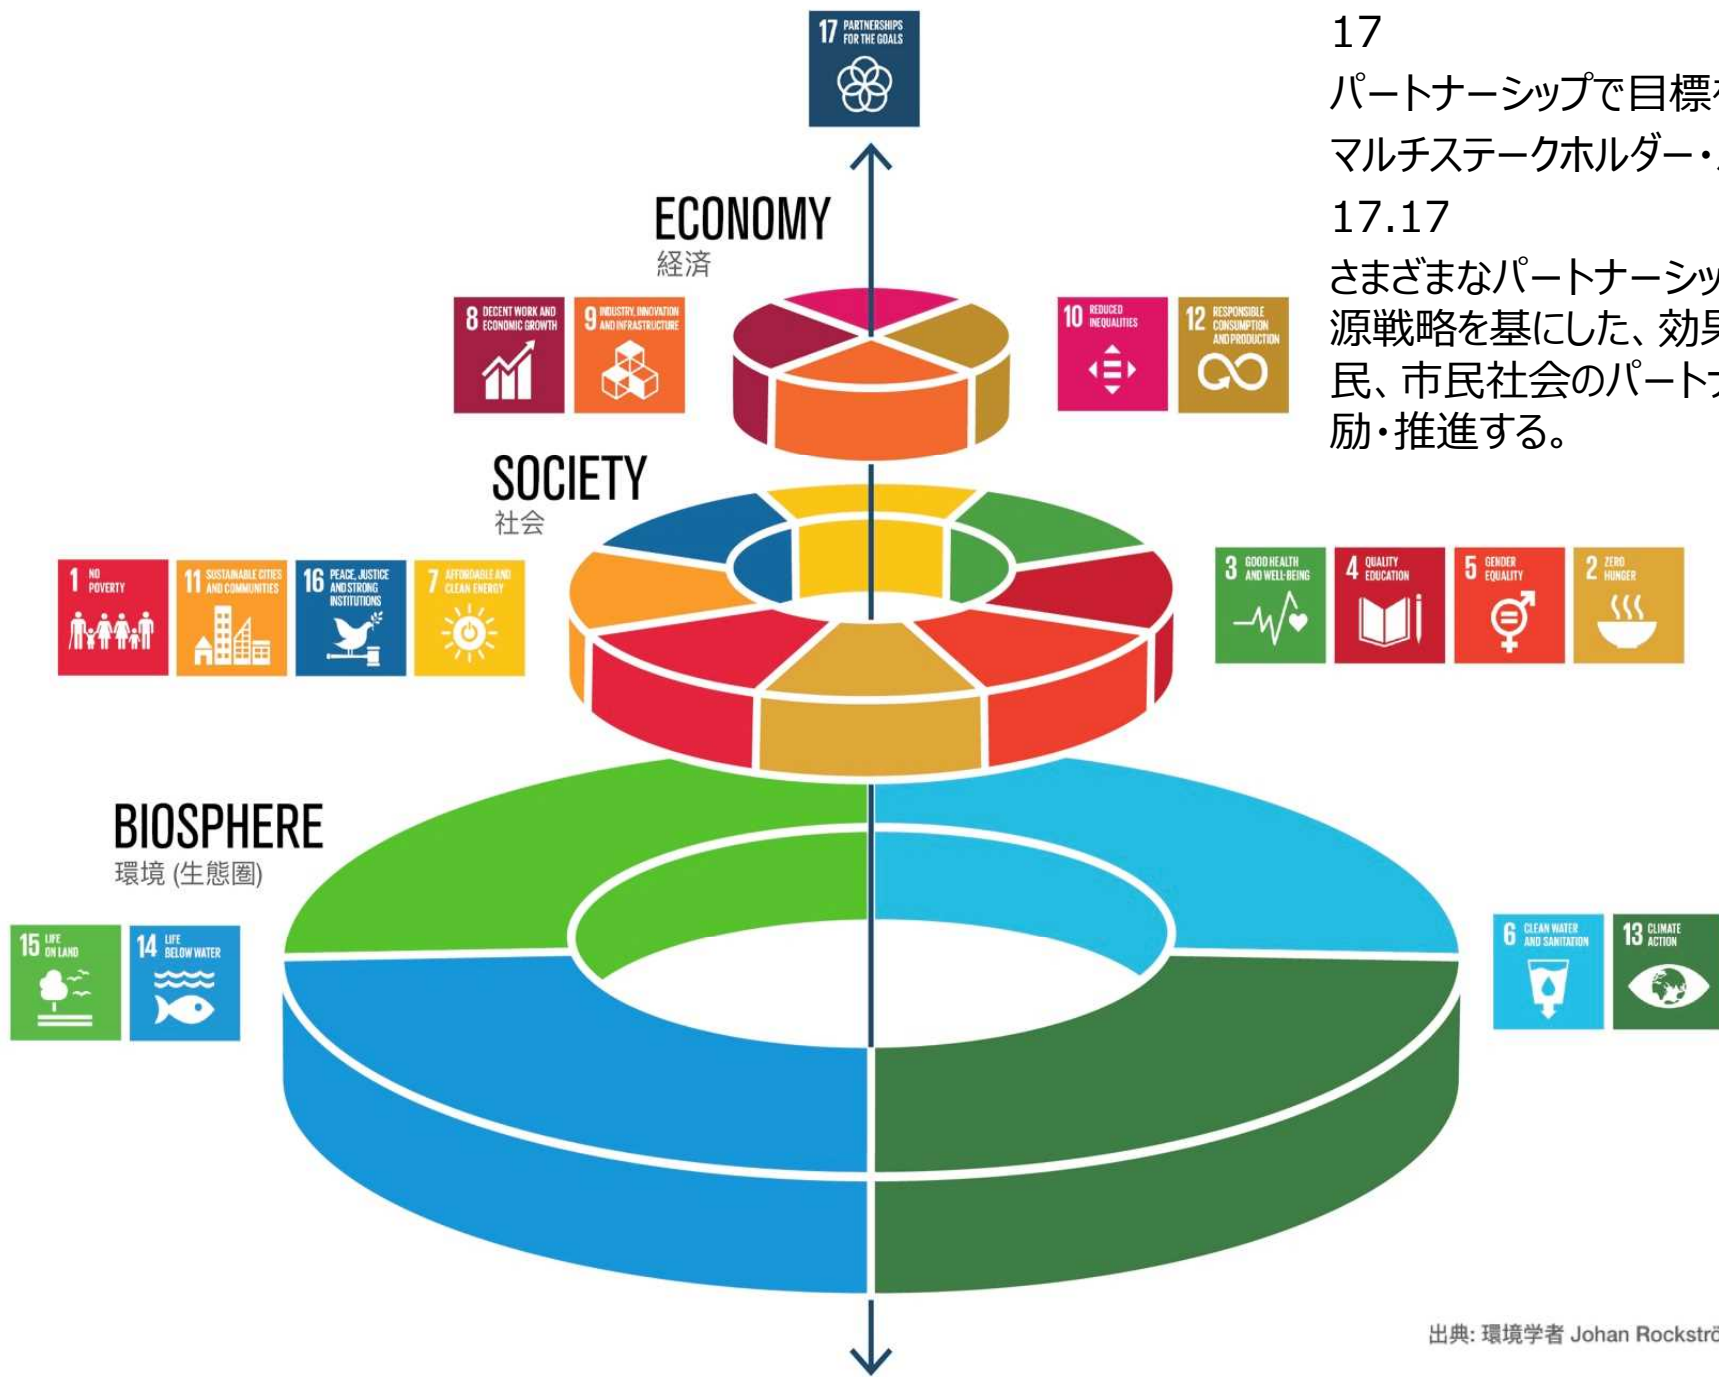 17 PARTNERSHIPS
FOR THE GOALS
17
パートナーシップで目標
マルチステークホルダー・
17.17
さまざまなパートナーシッ
源戦略を基にした、効果
民、市民社会のパートナ
励・推進する。
ECONOMY
経済
8 DECENT WORK AND
ECONOMIC GROWTH
9 INDUSTRY, INNOVATION
AND INFRASTRUCTURE
10 REDUCED
INEQUALITIES
12 RESPONSIBLE
CONSUMPTION
AND PRODUCTION
SOCIETY
社会
1 NO
POVERTY
11 SUSTAINABLE CITIES
AND COMMUNITIES
16 PEACE, JUSTICE
AND STRONG
INSTITUTIONS
7 AFFORDABLE AND
CLEAN ENERGY
3 GOOD HEALTH
AND WELL-BEING
4 QUALITY
EDUCATION
5 GENDER
EQUALITY
2 ZERO
HUNGER
BIOSPHERE
環境 (生態圏)
15 LIFE
ON LAND
14 LIFE
BELOW WATER
6 CLEAN WATER
AND SANITATION
13 CLIMATE
ACTION
出典: 環境学者 Johan Rockströ